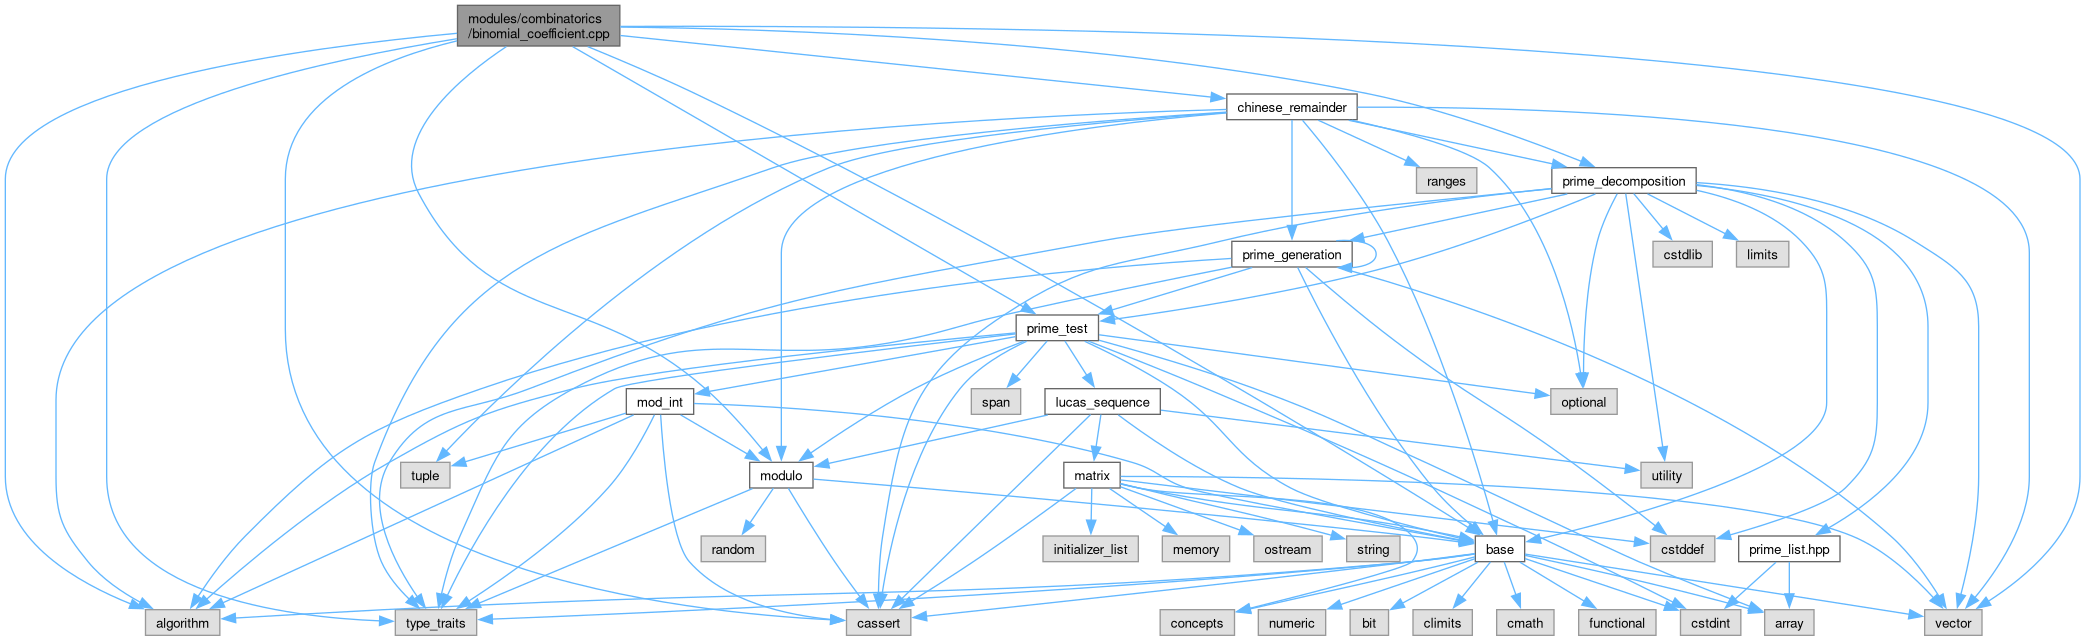 modules/combinatorics
/binomial_coefficient.cpp
chinese_remainder
ranges
prime_decomposition
prime_generation
cstdlib
limits
prime_test
mod_int
span
lucas_sequence
optional
tuple
modulo
matrix
utility
random
initializer_list
memory
ostream
string
base
cstddef
prime_list.hpp
algorithm
type_traits
cassert
concepts
numeric
bit
climits
cmath
functional
cstdint
array
vector